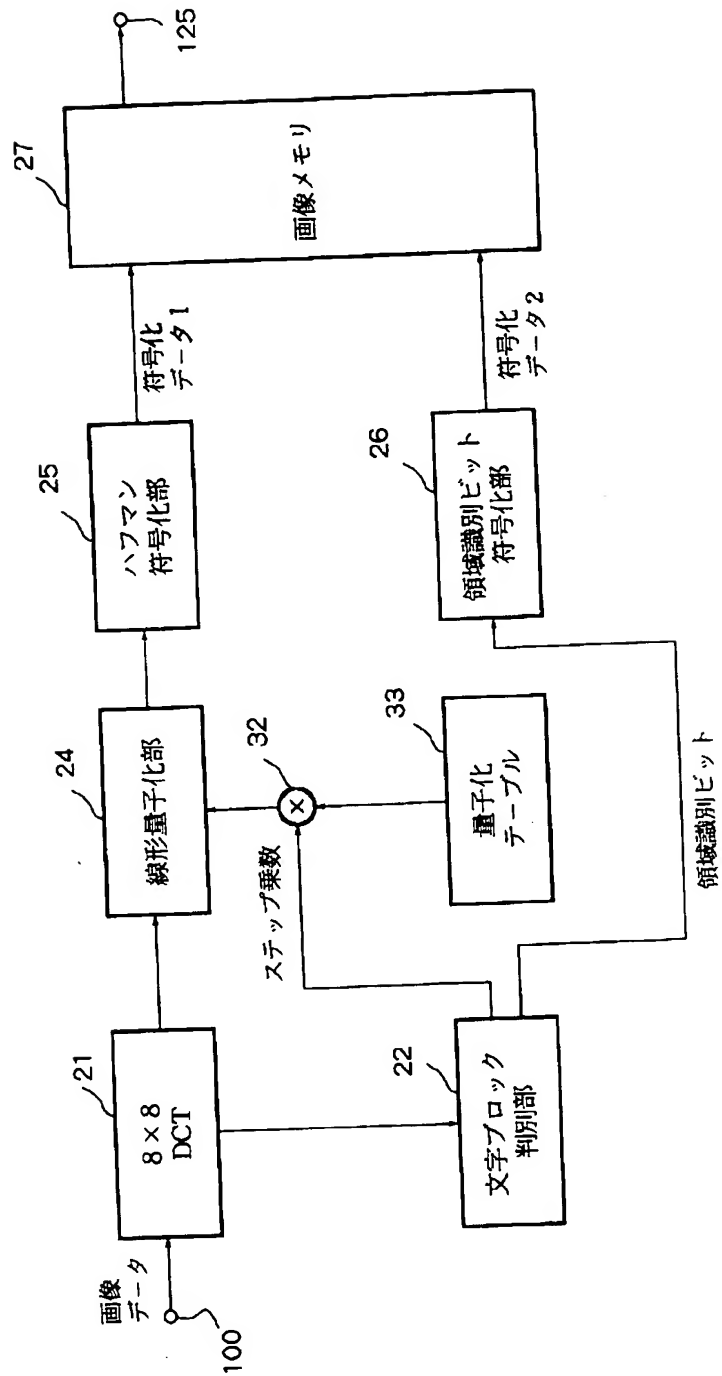 画像
データ
100
21
8×8
DCT
24
線形量子化部
25
ハフマン
符号化部
符号化
データ1
27
画像メモリ
125
ステップ乗数
32
×
22
文字ブロック
判別部
33
量子化
テーブル
26
領域識別ビット
符号化部
符号化
データ2
領域識別ビット